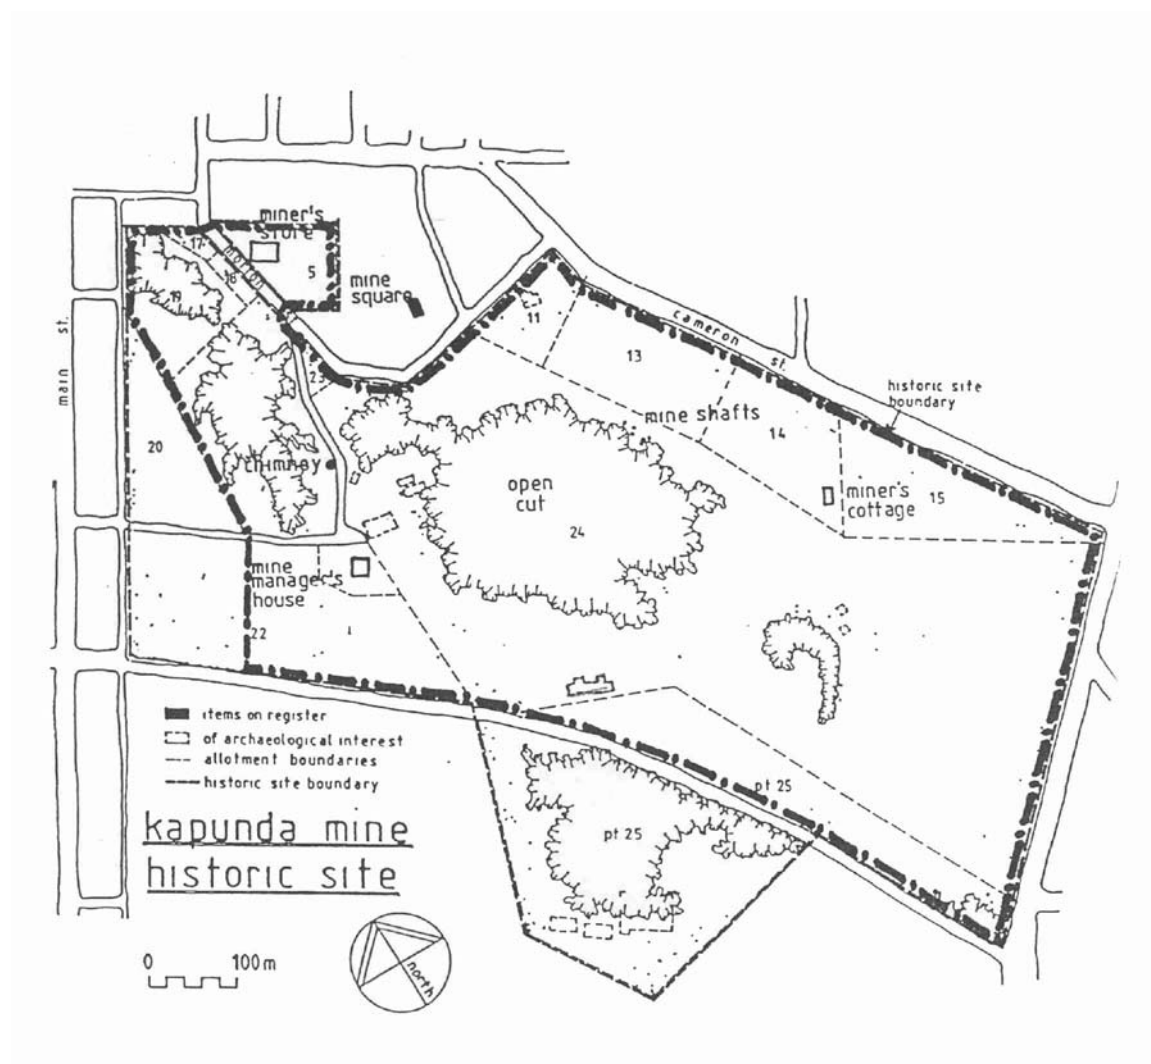 miner's
store
17
morton
18
5
mine
square
19
11
cameron st.
13
23
main st.
historic site
boundary
mine shafts
14
20
chimney
open
cut
24
miner's
cottage
15
mine
manager's
house
22
items on register
of archaeological interest
allotment boundaries
historic site boundary
pt 25
pt 25
kapunda mine
historic site
0 100m
north